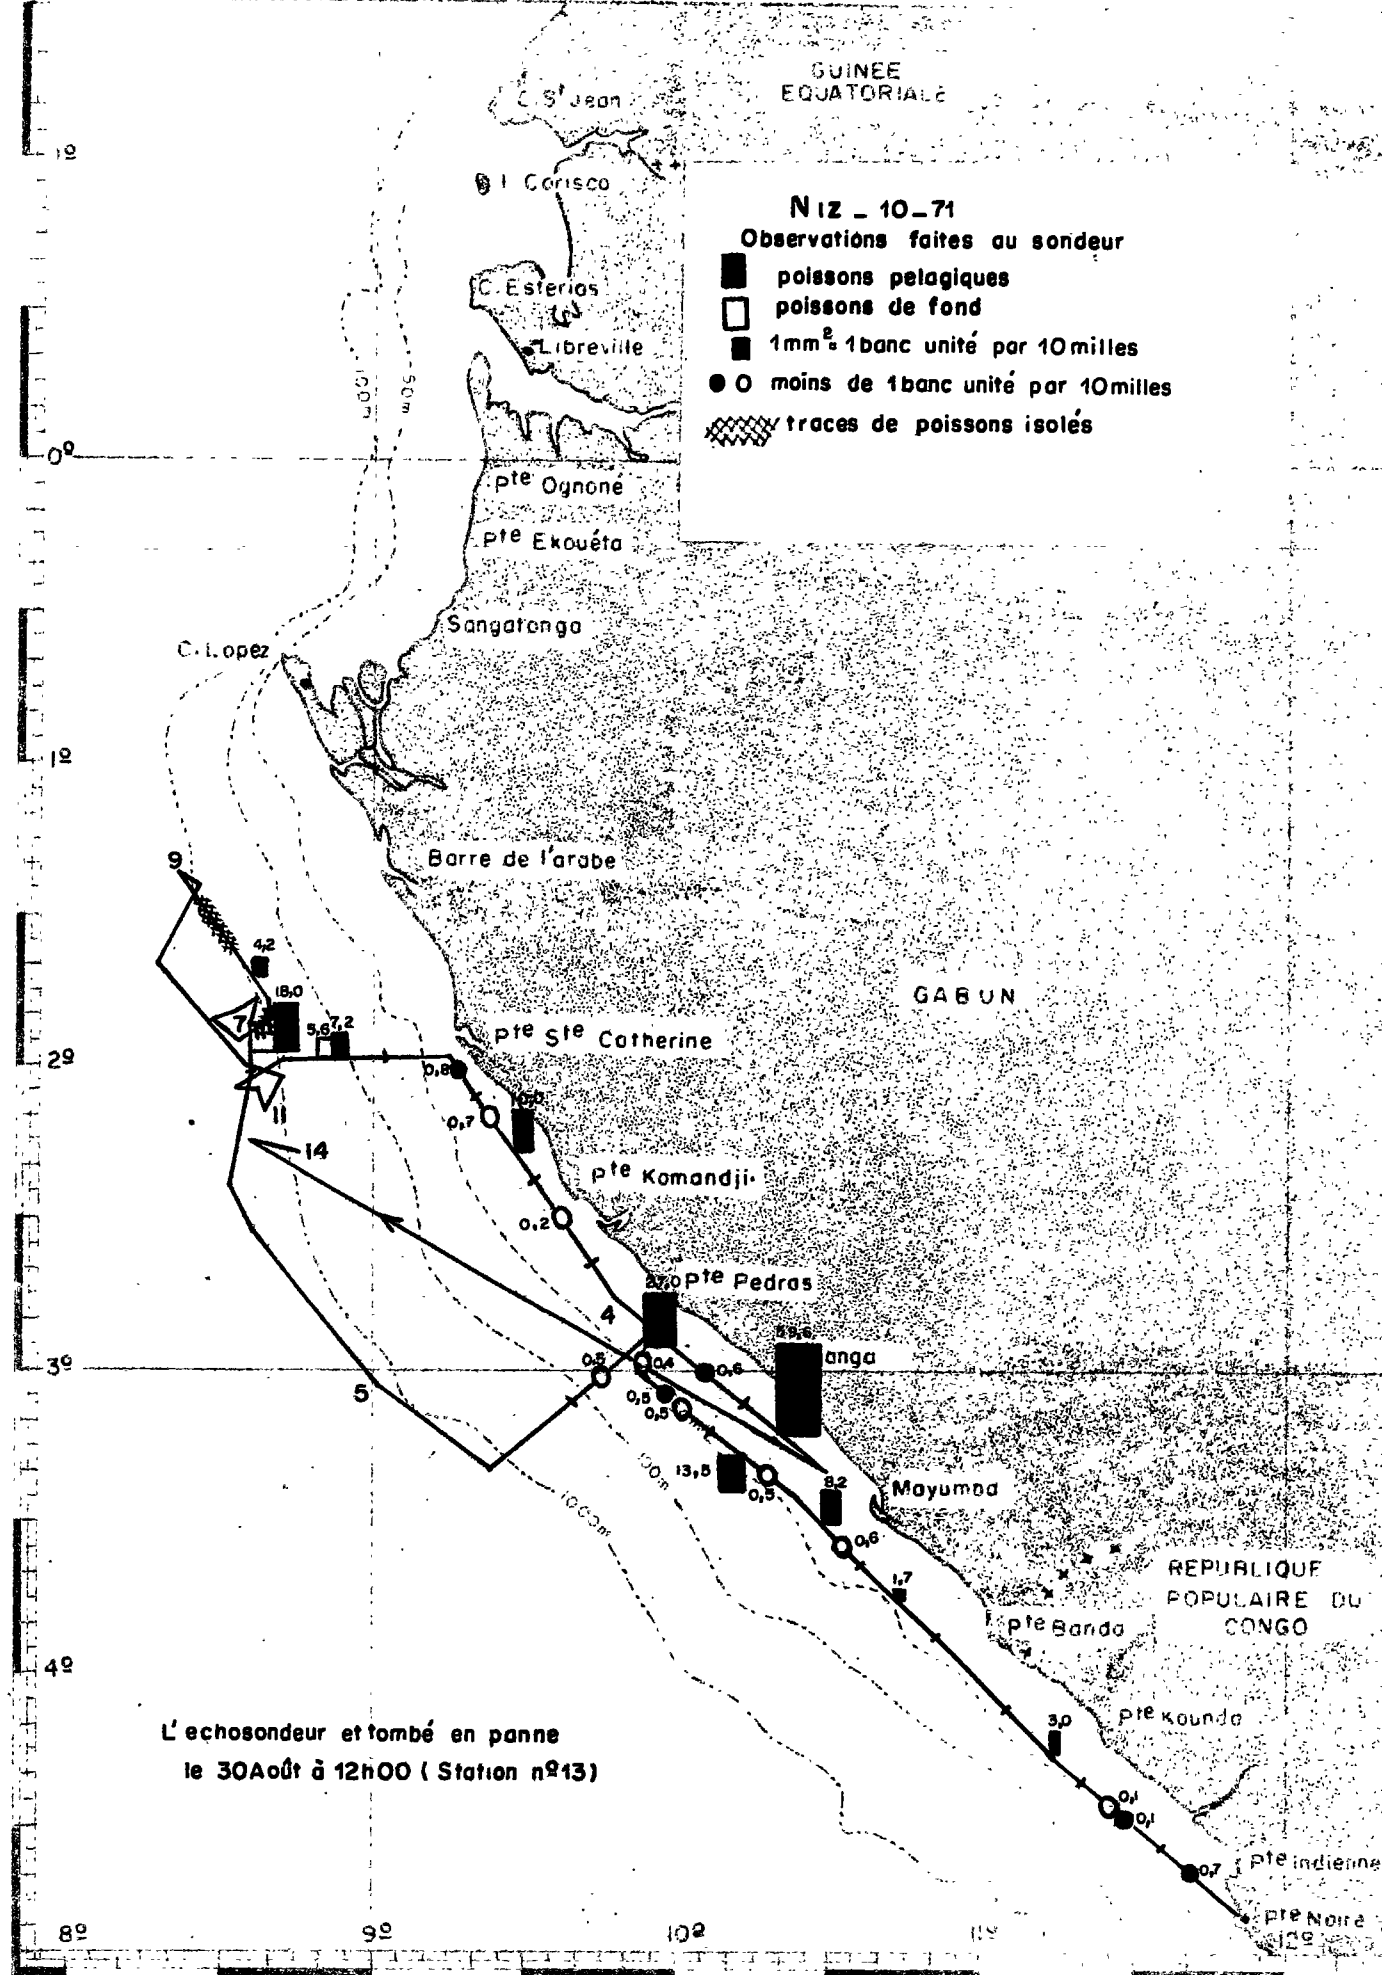 GUINEE
EQUATORIALE
C. St Jean
1º
I Corisco
NIZ _ 10_71
Observations faites au sondeur
poissons pelagiques
poissons de fond
1mm²= 1banc unité par 10milles
moins de 1banc unité par 10milles
traces de poissons isolés
C. Esterias
Libreville
100m
50m
0º
Pte Ognoné
Pte Ekouéta
Sangatanga
C. Lopez
1º
Barre de l'arabe
9
4,2
18,0
7
5,6
7,2
GABUN
Pte Ste Catherine
2º
0,8
10,0
0,7
11
14
Pte Komandji
0,2
27,0
Pte Pedras
4
59,6
anga
3º
0,5
0,4
0,6
5
0,5
0,5
13,5
0,5
100m
8,2
Mayumba
1000m
0,6
1,7
REPUBLIQUE
POPULAIRE DU
CONGO
Pte Banda
4º
3,0
Pte Kounda
L'echosondeur et tombé en panne
le 30Août à 12h00 ( Station nº13)
0,1
0,1
0,7
Pte Indienne
Pte Noire
8º
9º
10º
11º
12º